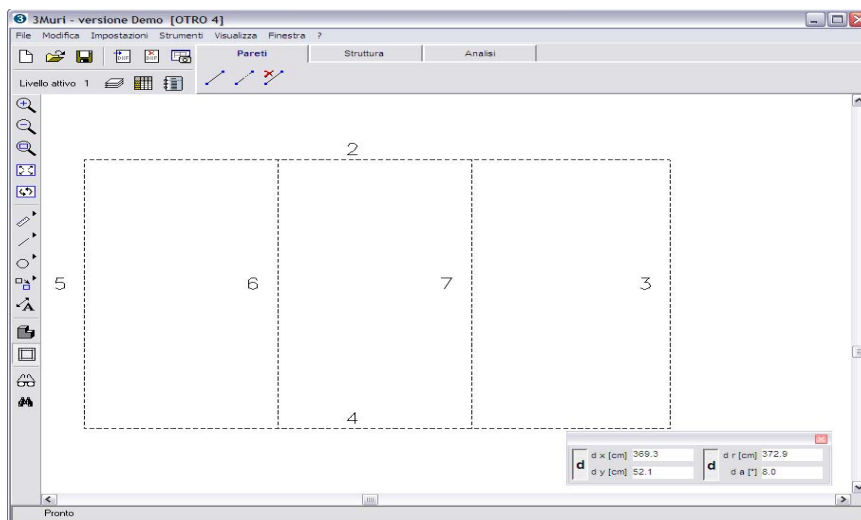 3Muri - versione Demo [OTRO 4]
File Modifica Impostazioni Strumenti Visualizza Finestra ?
Pareti Struttura Analisi
Livello attivo 1
2
5 6 7 3
4
d x [cm] 369.3 d r [cm] 372.9
d d
d y [cm] 52.1 d a [°] 8.0
Pronto